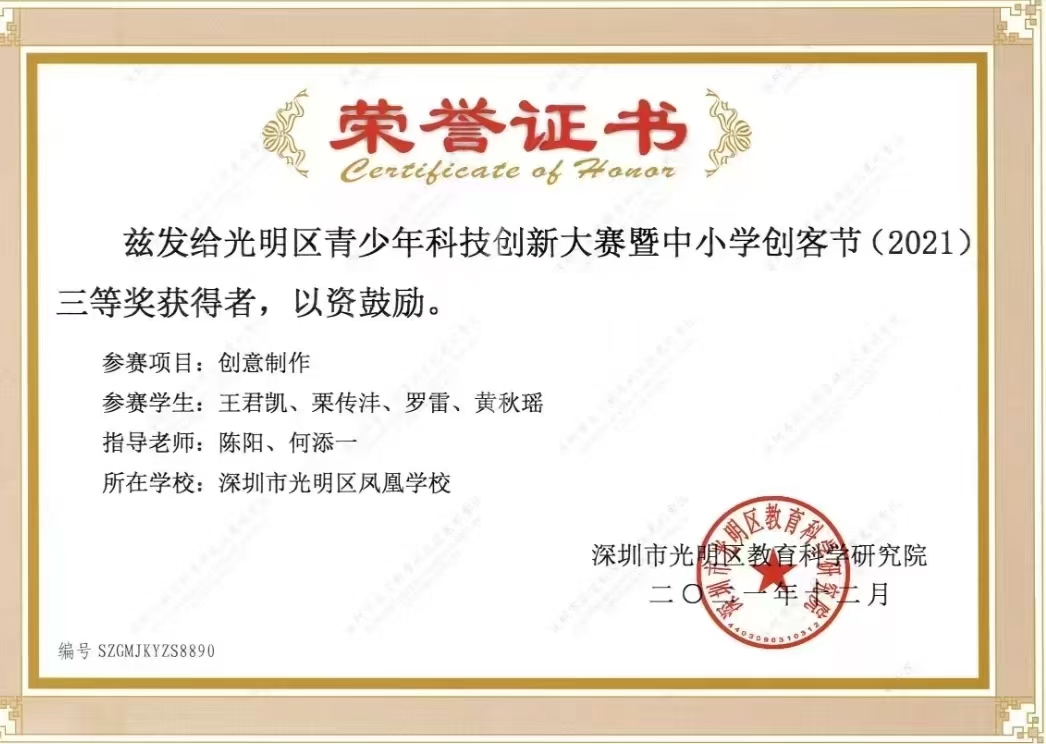 荣誉证书
Certificate of Honor
兹发给光明区青少年科技创新大赛暨中小学创客节（2021）
三等奖获得者，以资鼓励。
参赛项目：创意制作
参赛学生：王君凯、栗传沣、罗雷、黄秋瑶
指导老师：陈阳、何添一
所在学校：深圳市光明区凤凰学校
深圳市光明区教育科学研究院
二〇二一年十二月
深圳市光明区教育科学研究院
4403090310312
编号 SZGMJKYZS8890